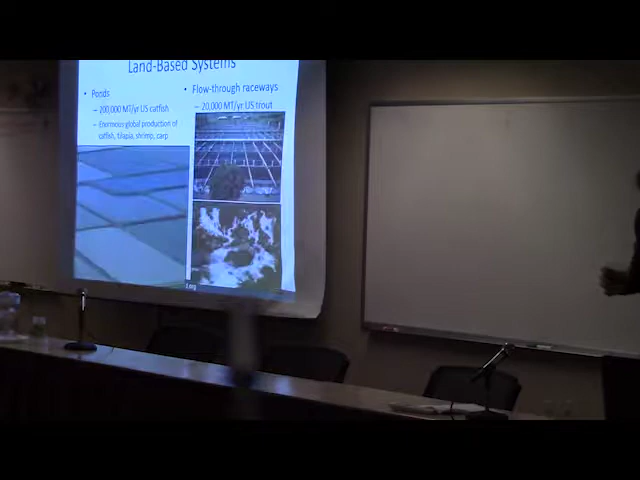 Land-Based Systems
• Ponds
– 200,000 MT/yr US catfish
– Enormous global production of
catfish, tilapia, shrimp, carp
• Flow-through raceways
– 20,000 MT/yr US trout